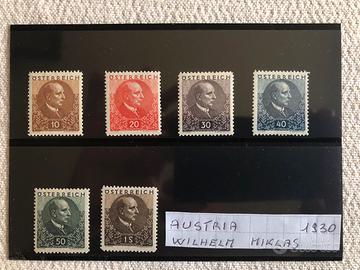 ÖSTERREICH
ÖSTERREICH
ÖSTERREICH
ÖSTERREICH
10
20
30
40
ÖSTERREICH
ÖSTERREICH
50
1S
AUSTRIA 1930
WILHELM MIKLAS